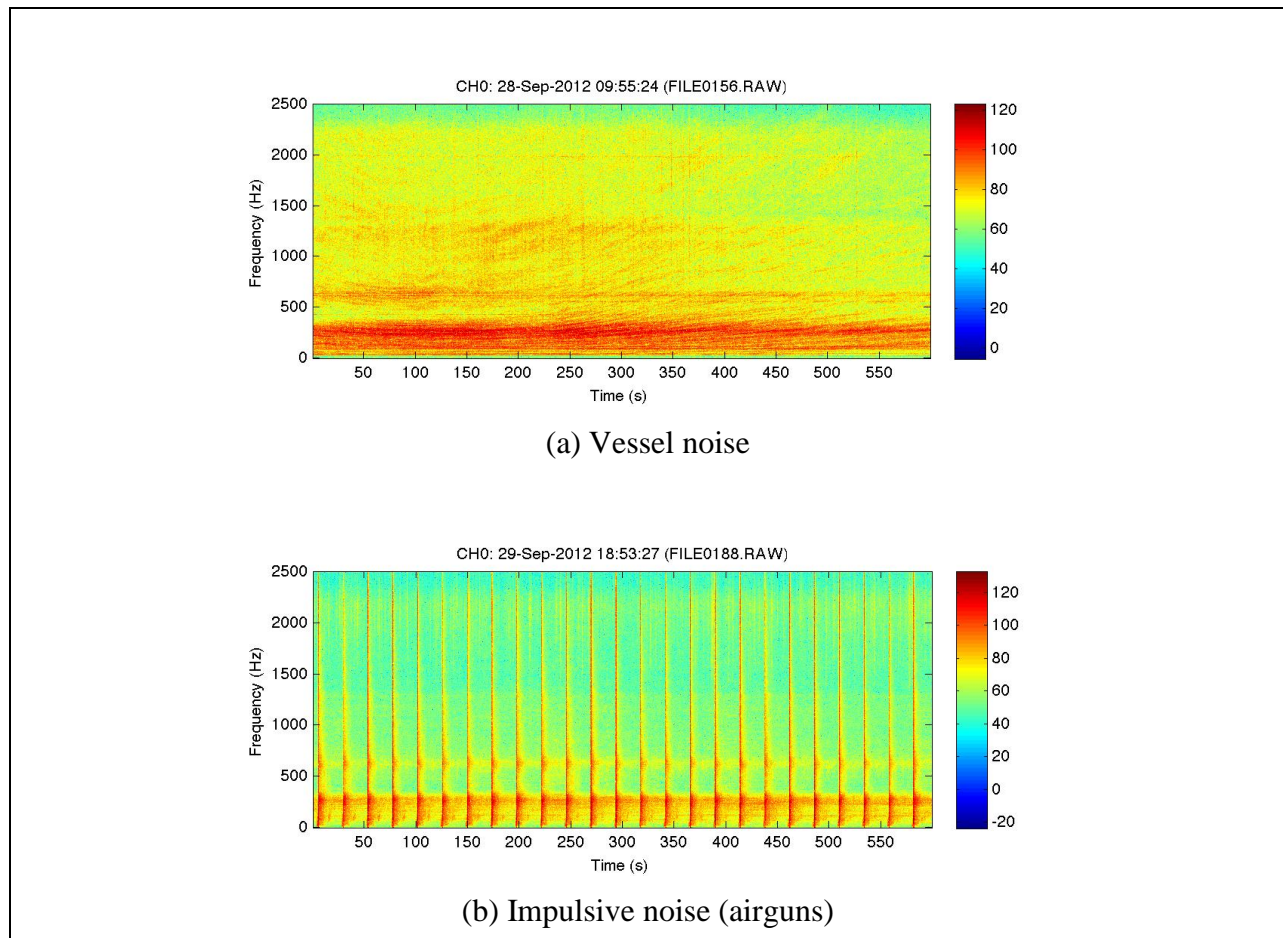 CH0: 28-Sep-2012 09:55:24 (FILE0156.RAW)
2500
2000
1500
1000
500
0
Frequency (Hz)
50 100 150 200 250 300 350 400 450 500 550
Time (s)
120
100
80
60
40
20
0
(a) Vessel noise
CH0: 29-Sep-2012 18:53:27 (FILE0188.RAW)
2500
2000
1500
1000
500
0
Frequency (Hz)
50 100 150 200 250 300 350 400 450 500 550
Time (s)
120
100
80
60
40
20
0
-20
(b) Impulsive noise (airguns)